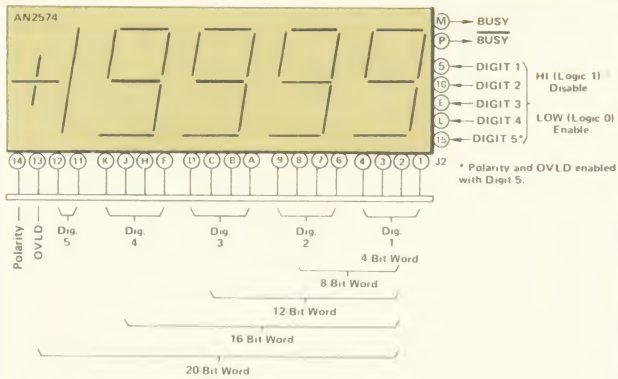 AN2574
M BUSY
P BUSY
5 DIGIT 1
10 DIGIT 2
E DIGIT 3
L DIGIT 4
15 DIGIT 5*
HI (Logic 1)
Disable
LOW (Logic 0)
Enable
14 13 12 11 K J H F D C B A 9 8 7 6 4 3 2 1 J2
* Polarity and OVLD enabled
with Digit 5.
Polarity
OVLD
Dig.
5
Dig.
4
Dig.
3
Dig.
2
Dig.
1
4 Bit Word
8 Bit Word
12 Bit Word
16 Bit Word
20 Bit Word